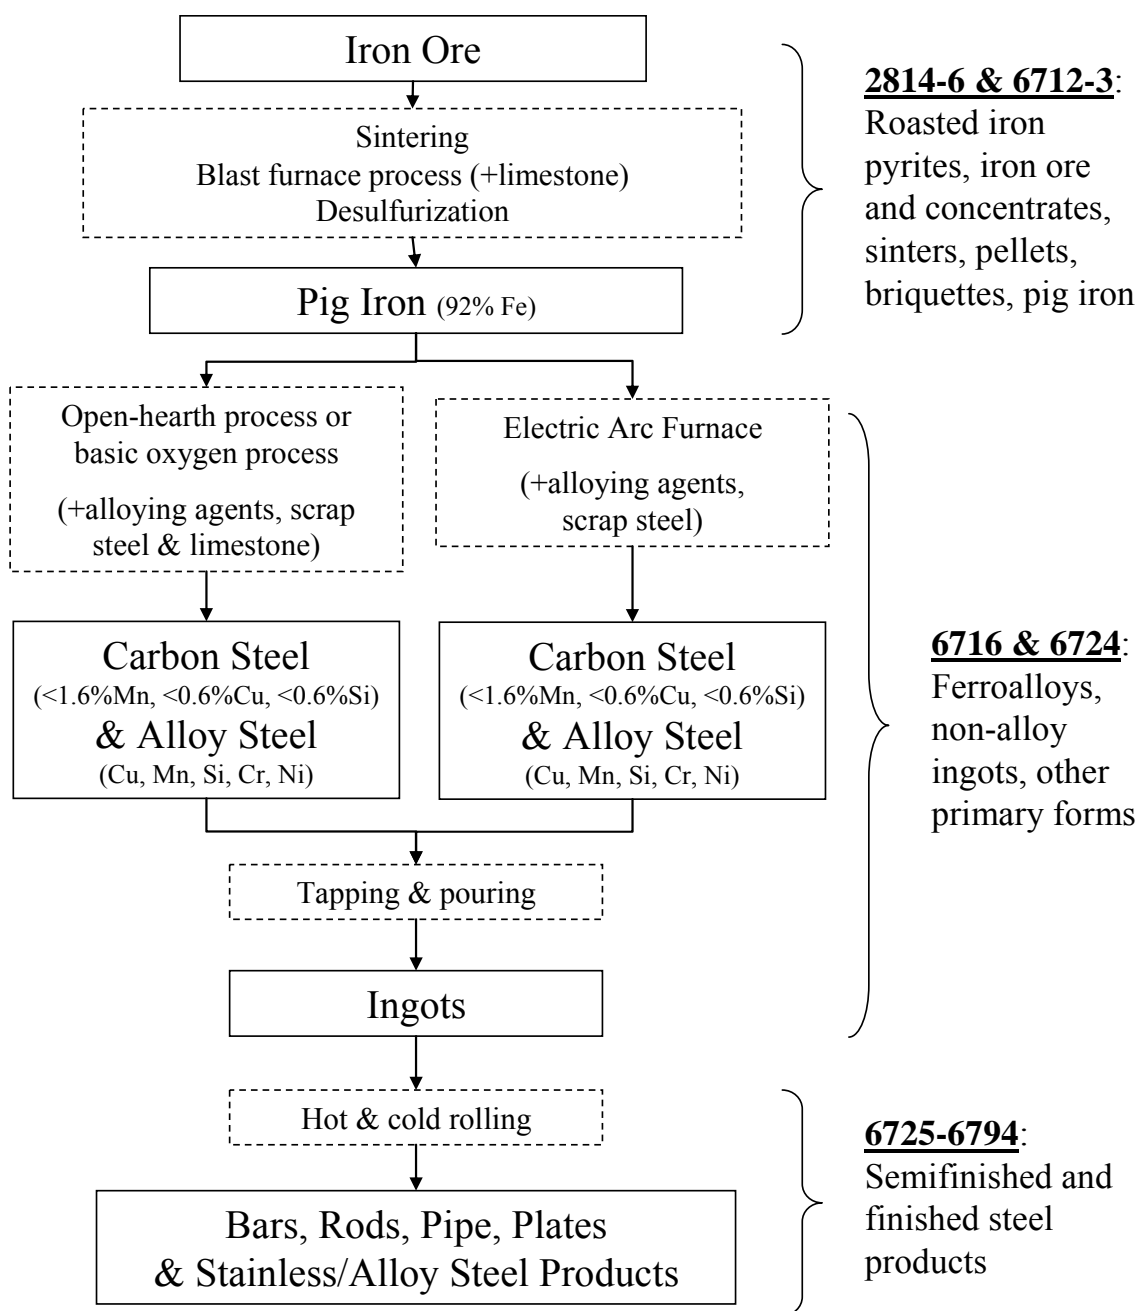 Iron Ore
2814-6 & 6712-3:
Roasted iron
pyrites, iron ore
and concentrates,
sinters, pellets,
briquettes, pig iron
Sintering
Blast furnace process (+limestone)
Desulfurization
Pig Iron (92% Fe)
Open-hearth process or
basic oxygen process
(+alloying agents, scrap
steel & limestone)
Electric Arc Furnace
(+alloying agents,
scrap steel)
Carbon Steel
(<1.6%Mn, <0.6%Cu, <0.6%Si)
& Alloy Steel
(Cu, Mn, Si, Cr, Ni)
Carbon Steel
(<1.6%Mn, <0.6%Cu, <0.6%Si)
& Alloy Steel
(Cu, Mn, Si, Cr, Ni)
6716 & 6724:
Ferroalloys,
non-alloy
ingots, other
primary forms
Tapping & pouring
Ingots
Hot & cold rolling
6725-6794:
Semifinished and
finished steel
products
Bars, Rods, Pipe, Plates
& Stainless/Alloy Steel Products